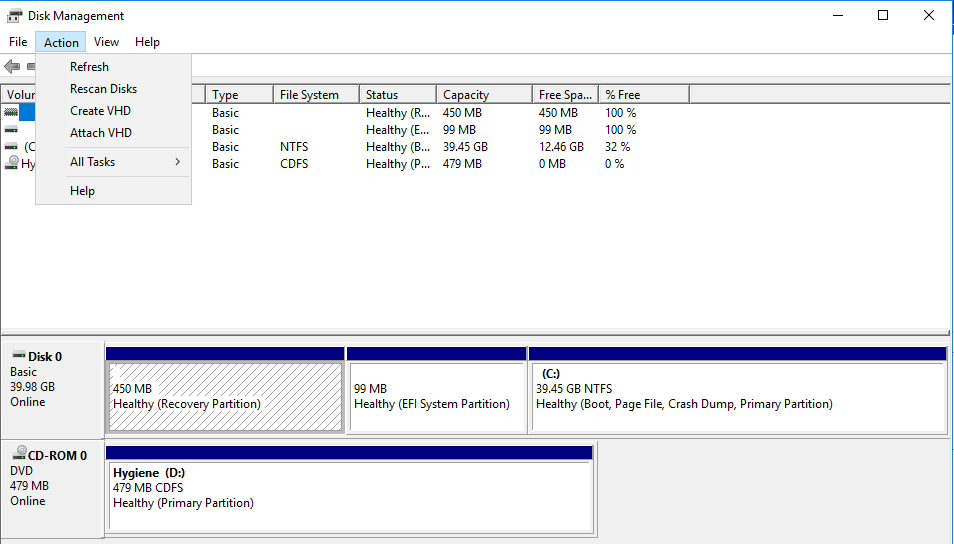 Disk Management
File Action View Help
Refresh
Rescan Disks
Create VHD
Attach VHD
All Tasks
Help
Type File System Status Capacity Free Spa... % Free
Basic Healthy (R... 450 MB 450 MB 100 %
Basic Healthy (E... 99 MB 99 MB 100 %
(C Basic NTFS Healthy (B... 39.45 GB 12.46 GB 32 %
Hy Basic CDFS Healthy (P... 479 MB 0 MB 0 %
Disk 0
Basic
39.98 GB
Online
450 MB
Healthy (Recovery Partition)
99 MB
Healthy (EFI System Partition)
(C:)
39.45 GB NTFS
Healthy (Boot, Page File, Crash Dump, Primary Partition)
CD-ROM 0
DVD
479 MB
Online
Hygiene (D:)
479 MB CDFS
Healthy (Primary Partition)